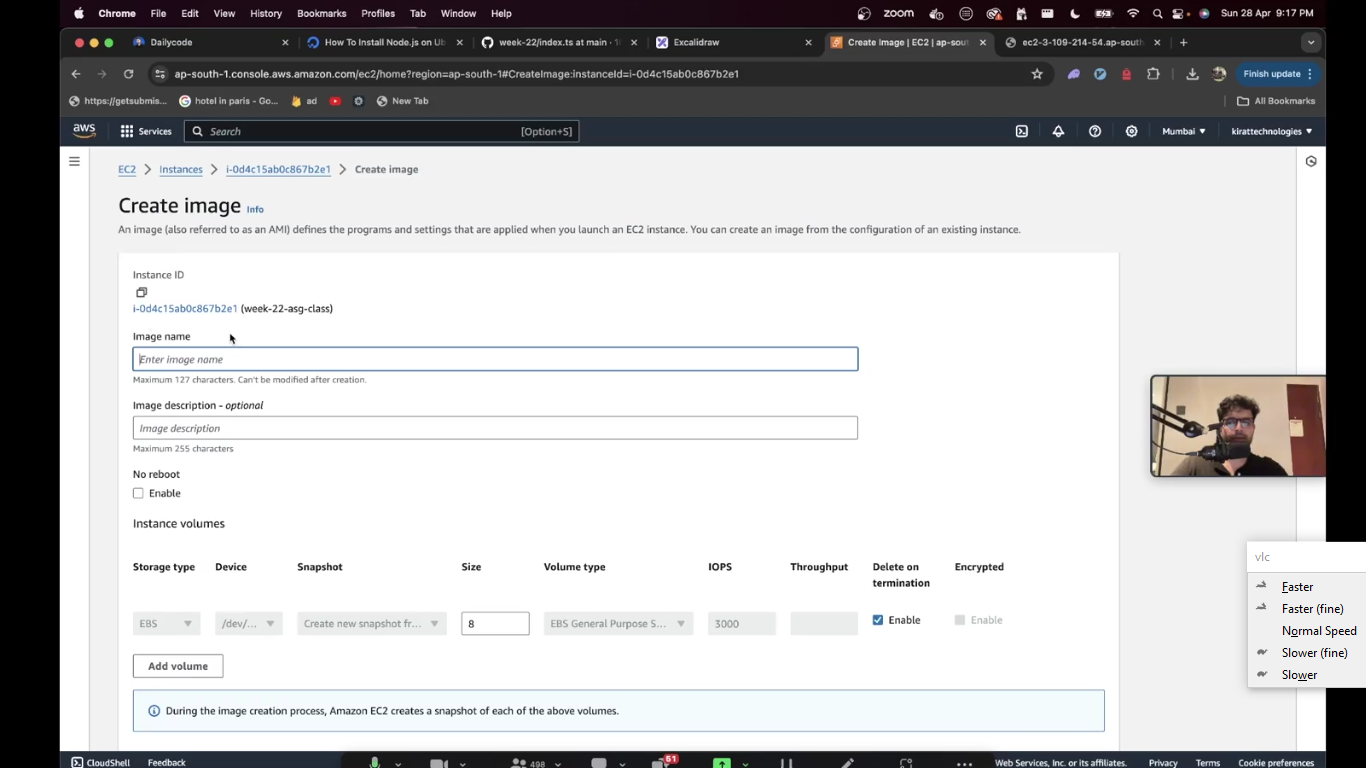 Chrome File Edit View History Bookmarks Profiles Tab Window Help zoom Sun 28 Apr 9:17 PM
Dailycode How To Install Node.js on Ub week-22/index.ts at main · 10 Excalidraw Create Image | EC2 | ap-sout ec2-3-109-214-54.ap-south
ap-south-1.console.aws.amazon.com/ec2/home?region=ap-south-1#CreateImage:instanceId=i-0d4c15ab0c867b2e1 Finish update
https://getsubmis... hotel in paris - Go... ad New Tab All Bookmarks
aws Services Search [Option+S] Mumbai kirattechnologies
EC2 Instances i-0d4c15ab0c867b2e1 Create image
Create image Info
An image (also referred to as an AMI) defines the programs and settings that are applied when you launch an EC2 instance. You can create an image from the configuration of an existing instance.
Instance ID
i-0d4c15ab0c867b2e1 (week-22-asg-class)
Image name
Enter image name
Maximum 127 characters. Can't be modified after creation.
Image description - optional
Image description
Maximum 255 characters
No reboot
Enable
Instance volumes
Storage type Device Snapshot Size Volume type IOPS Throughput Delete on termination Encrypted
EBS /dev/... Create new snapshot fr... 8 EBS General Purpose S... 3000 Enable Enable
Add volume
During the image creation process, Amazon EC2 creates a snapshot of each of the above volumes.
vlc
Faster
Faster (fine)
Normal Speed
Slower (fine)
Slower
CloudShell Feedback 498 61 Web Services, Inc. or its affiliates. Privacy Terms Cookie preferences